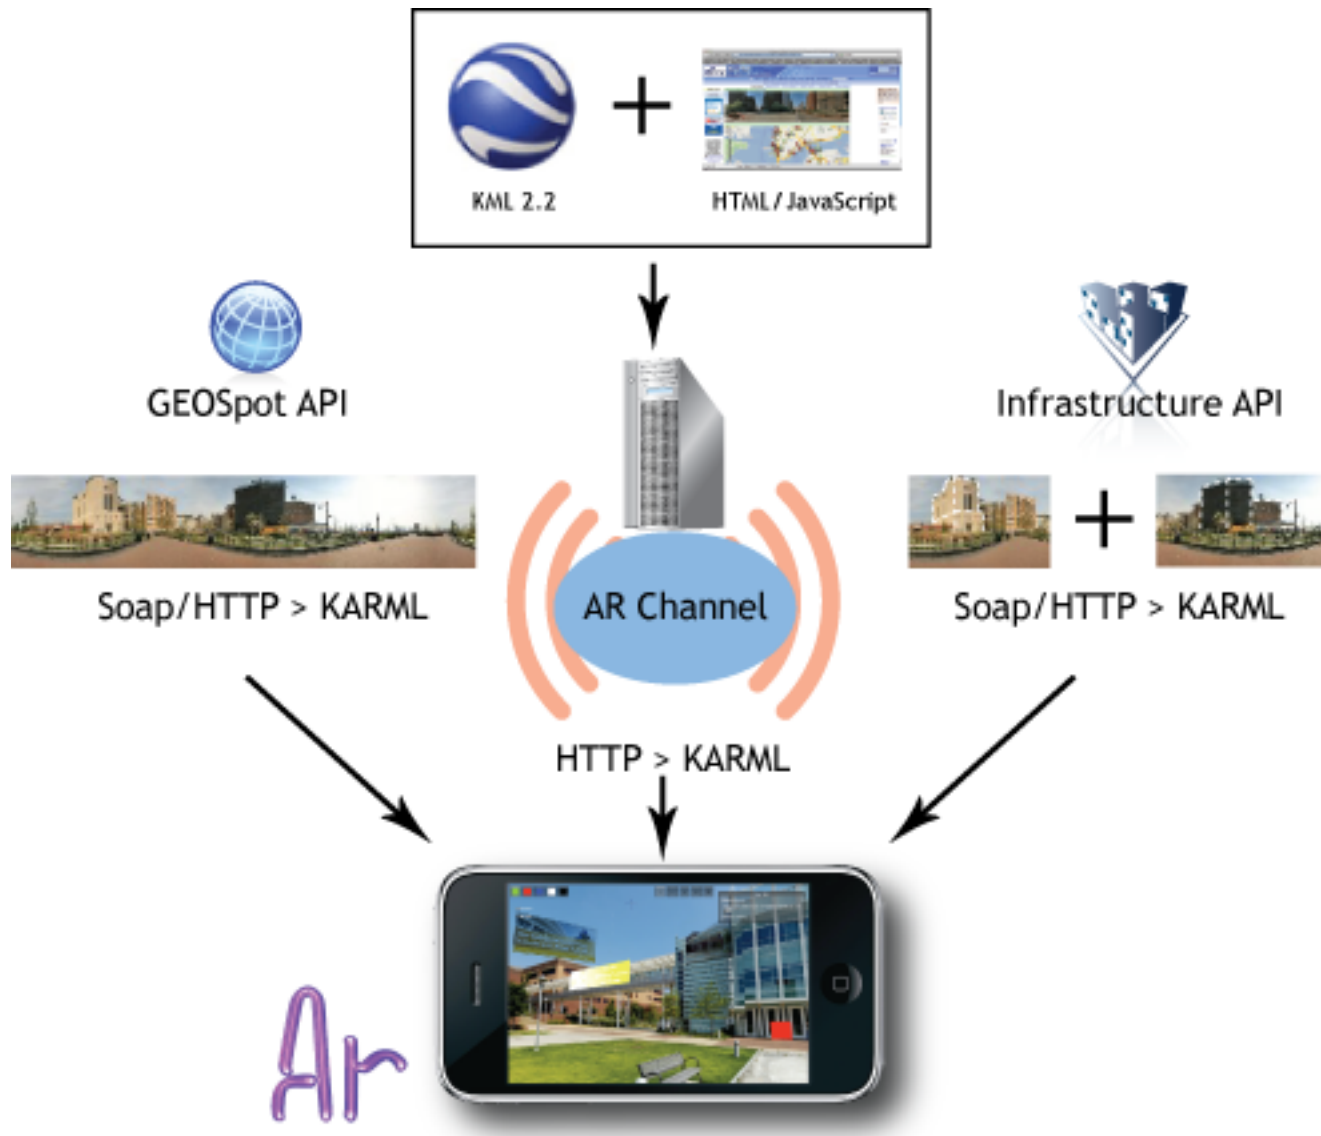 KML 2.2
HTML/JavaScript
GEOSpot API
Infrastructure API
Soap/HTTP > KARML
AR Channel
Soap/HTTP > KARML
HTTP > KARML
Ar